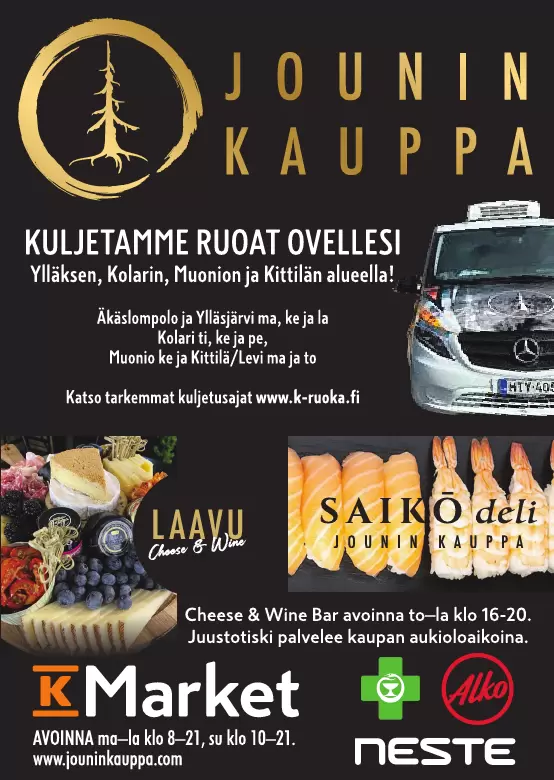 JOUNIN
KAUPPA
KULJETAMME RUOAT OVELLESI
Ylläksen, Kolarin, Muonion ja Kittilän alueella!
Äkäslompolo ja Ylläsjärvi ma, ke ja la
Kolari ti, ke ja pe,
Muonio ke ja Kittilä/Levi ma ja to
Katso tarkemmat kuljetusajat www.k-ruoka.fi
MTY-405
LAAVU
Cheese & Wine
SAIKŌ deli
JOUNIN KAUPPA
Cheese & Wine Bar avoinna to–la klo 16-20.
Juustotiski palvelee kaupan aukioloaikoina.
K Market
Alko
AVOINNA ma–la klo 8–21, su klo 10–21.
www.jouninkauppa.com
NESTE